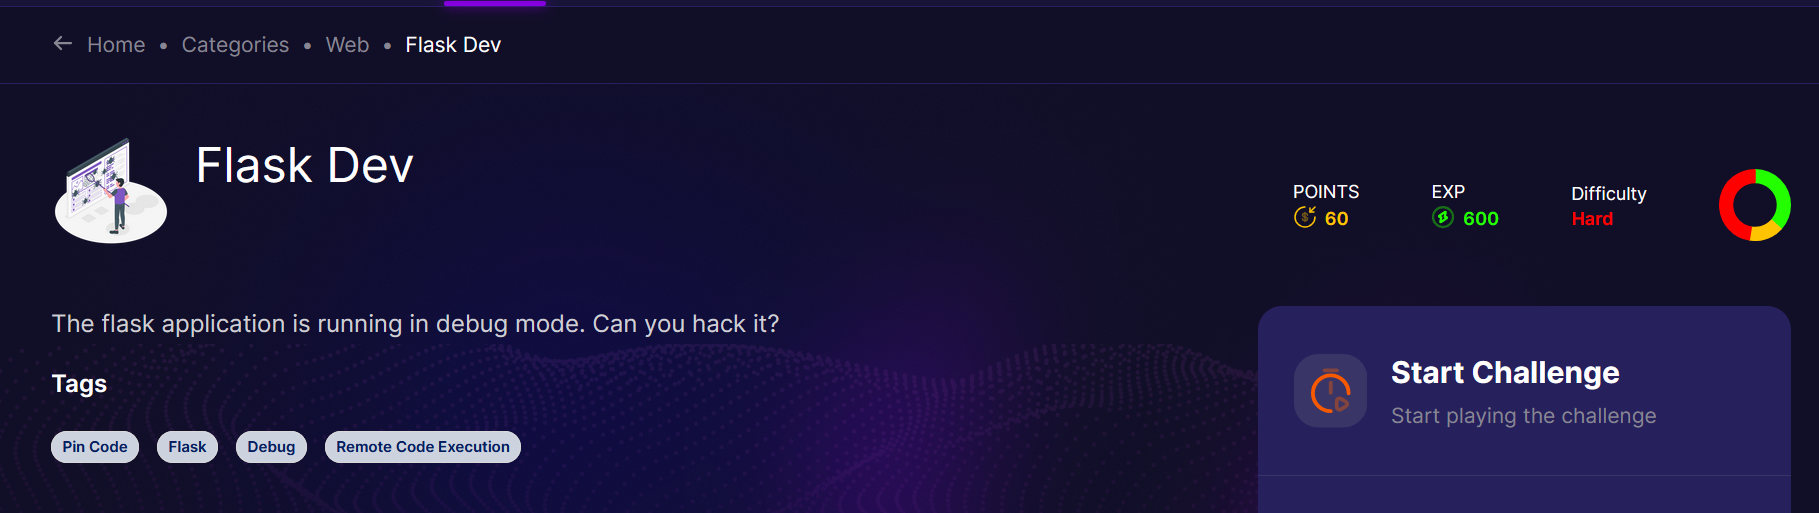 Home • Categories • Web • Flask Dev
Flask Dev
POINTS
60
EXP
600
Difficulty
Hard
The flask application is running in debug mode. Can you hack it?
Tags
Pin Code
Flask
Debug
Remote Code Execution
Start Challenge
Start playing the challenge